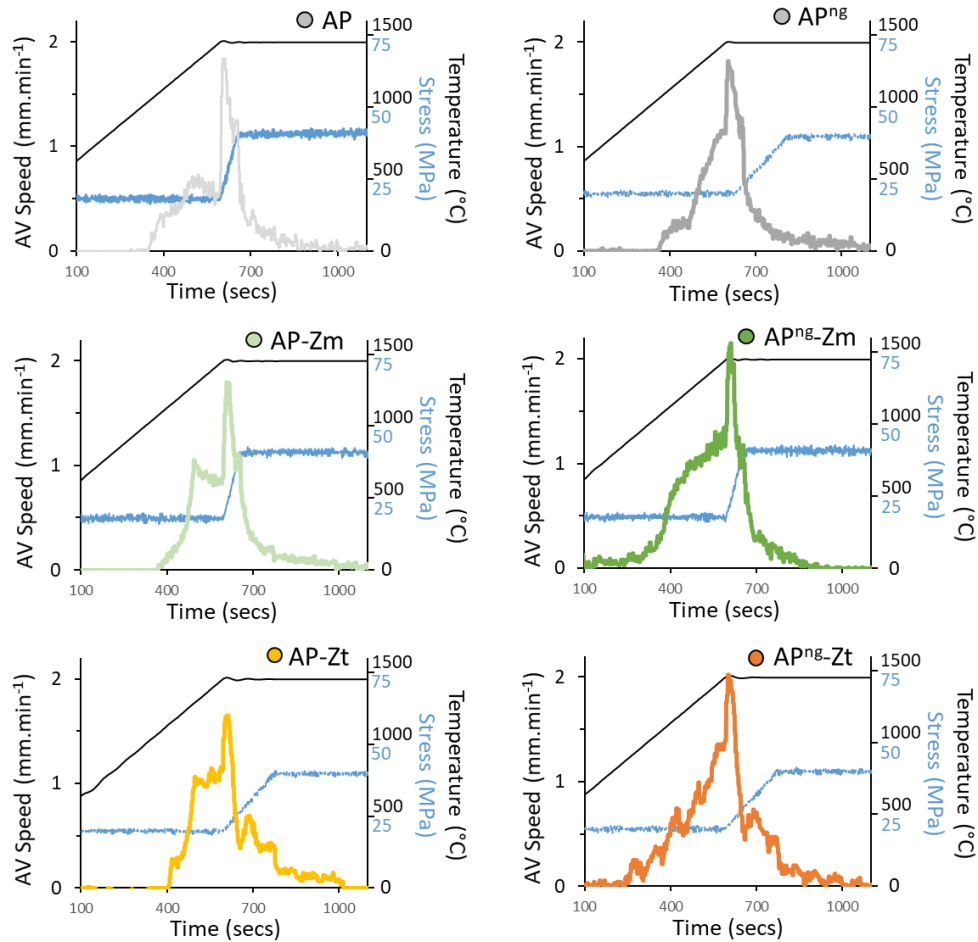 AP
AV Speed (mm.min⁻¹)
2
1
0
100
400
700
1000
Time (secs)
1500
75
1000
50
500
25
0
Stress (MPa)
Temperature (°C)
APⁿᵍ
AV Speed (mm.min⁻¹)
2
1
0
100
400
700
1000
Time (secs)
1500
75
1000
50
500
25
0
Stress (MPa)
Temperature (°C)
AP-Zm
AV Speed (mm.min⁻¹)
2
1
0
100
400
700
1000
Time (secs)
1500
75
1000
50
500
25
0
Stress (MPa)
Temperature (°C)
APⁿᵍ-Zm
AV Speed (mm.min⁻¹)
2
1
0
100
400
700
1000
Time (secs)
1500
75
1000
50
500
25
0
Stress (MPa)
Temperature (°C)
AP-Zt
AV Speed (mm.min⁻¹)
2
1
0
100
400
700
1000
Time (secs)
1500
75
1000
50
500
25
0
Stress (MPa)
Temperature (°C)
APⁿᵍ-Zt
AV Speed (mm.min⁻¹)
2
1
0
100
400
700
1000
Time (secs)
1500
75
1000
50
500
25
0
Stress (MPa)
Temperature (°C)